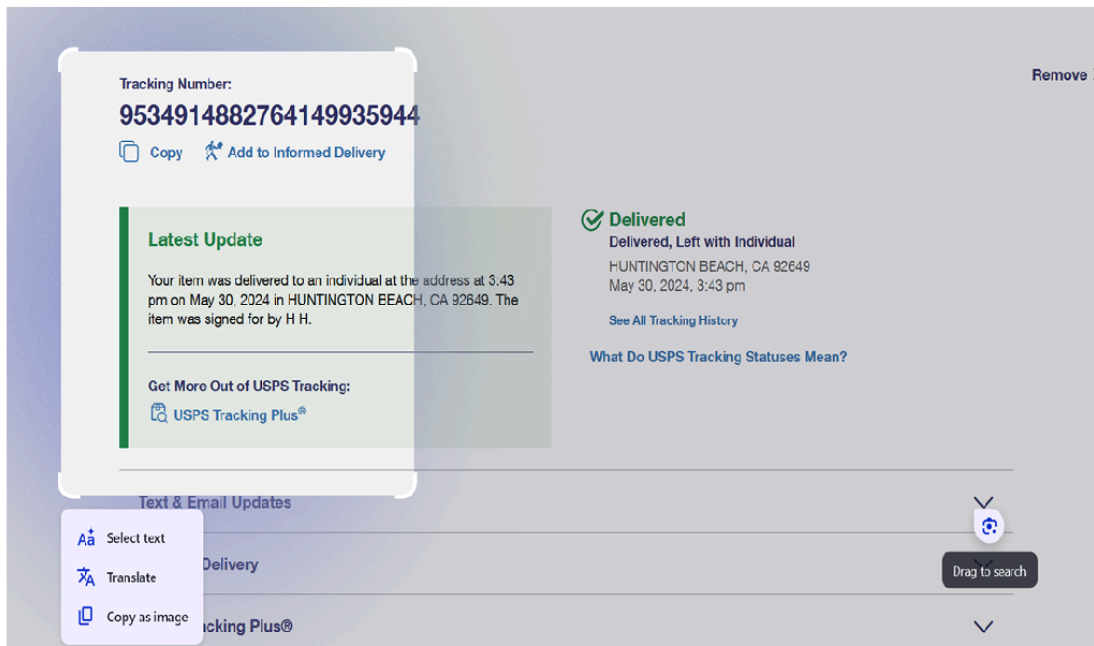 Remove
Tracking Number:
9534914882764149935944
Copy
Add to Informed Delivery
Latest Update
Your item was delivered to an individual at the address at 3:43
pm on May 30, 2024 in HUNTINGTON BEACH, CA 92649. The
item was signed for by H H.
Get More Out of USPS Tracking:
USPS Tracking Plus®
Delivered
Delivered, Left with Individual
HUNTINGTON BEACH, CA 92649
May 30, 2024, 3:43 pm
See All Tracking History
What Do USPS Tracking Statuses Mean?
Text & Email Updates
Delivery
Plus®
Select text
Translate
Copy as image
Drag to search